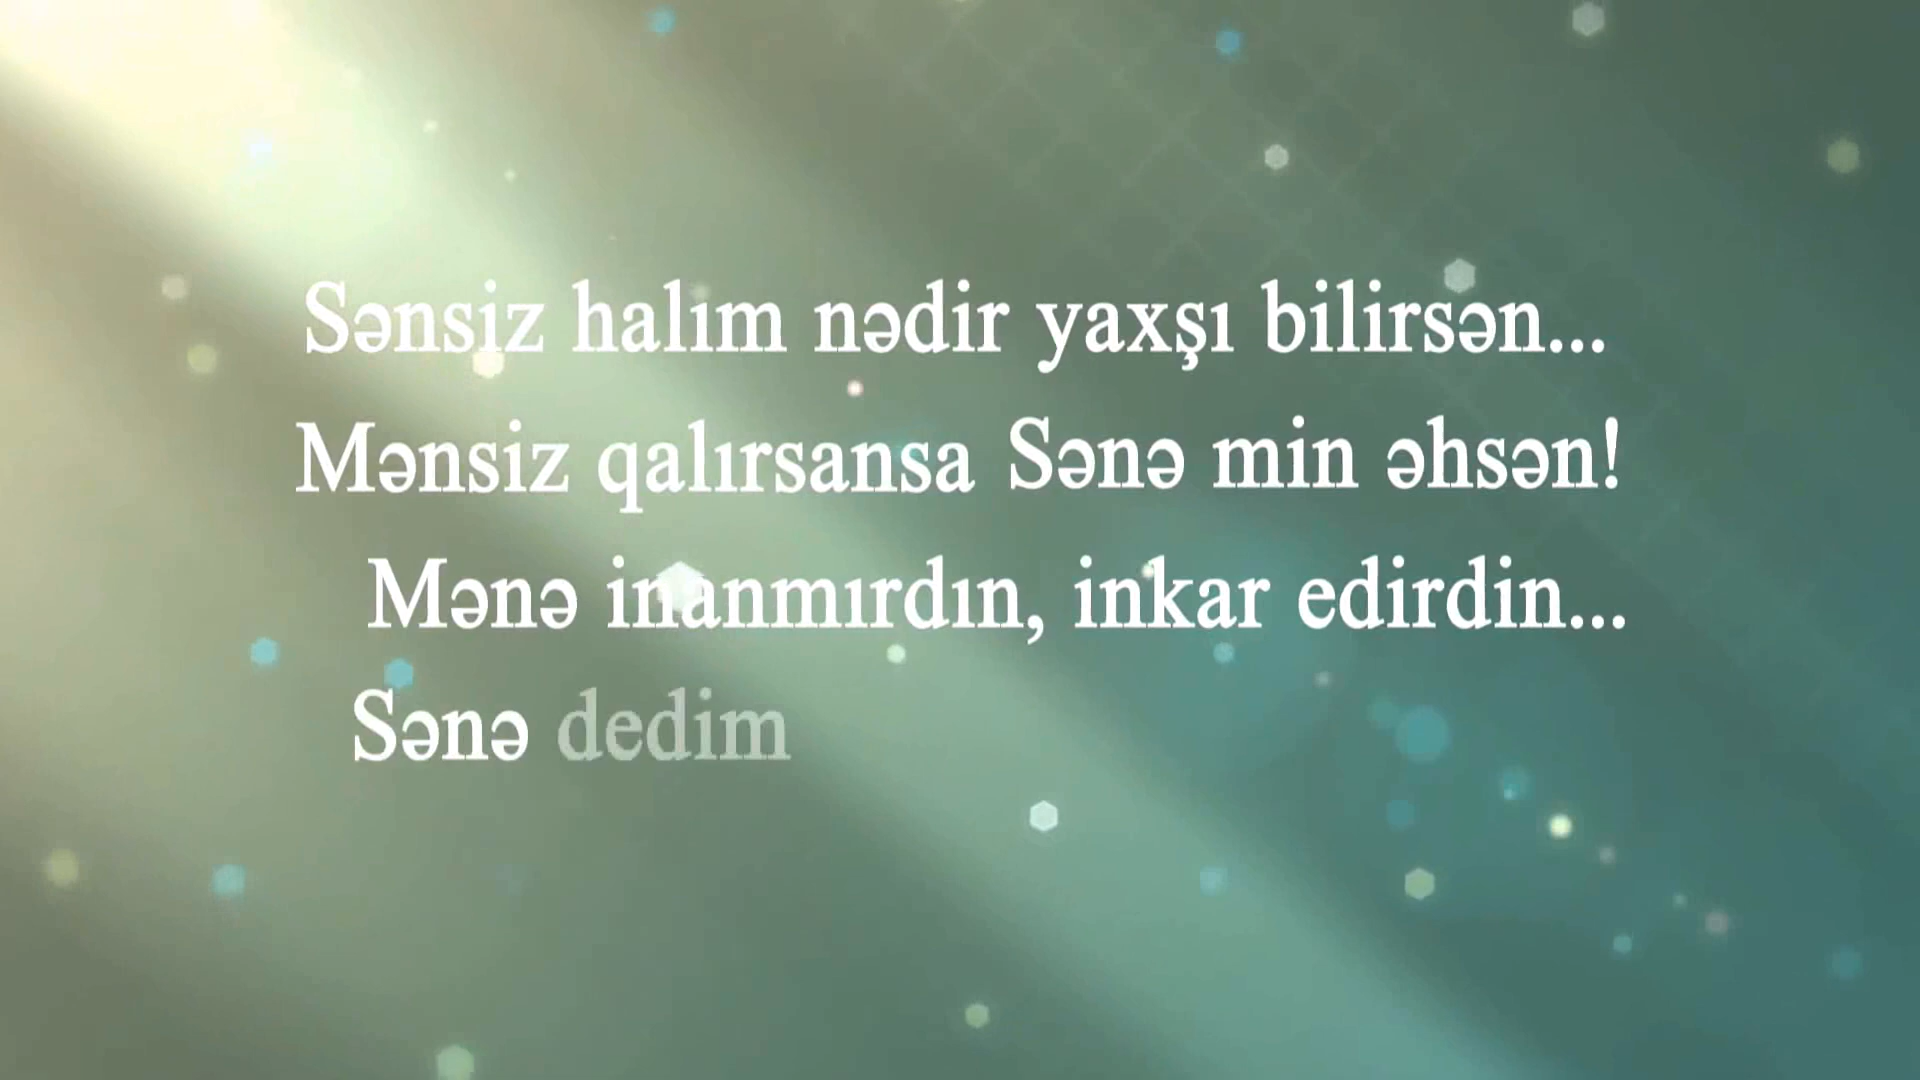 Sənsiz halım nədir yaxşı bilirsən...
Mənsiz qalırsansa Sənə min əhsən!
Mənə inanmırdın, inkar edirdin...
Sənə dedim